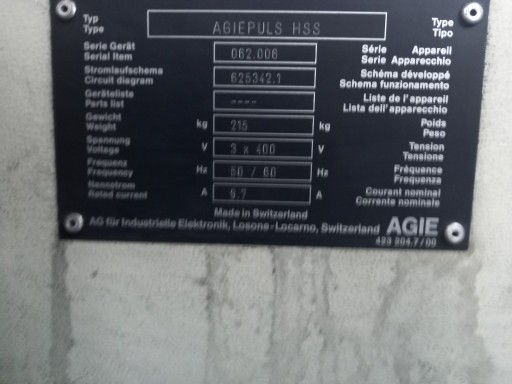 Typ
Type
AGIEPULS HSS
Type
Tipo
Serie Gerät
Serial Item
062.006
Série Appareil
Serie Apparecchio
Stromlaufschema
Circuit diagram
625342.1
Schéma développé
Schema funzionamento
Geräteliste
Parts list
----
Liste de l'appareil
Lista dell'apparecchio
Gewicht
Weight
kg 215 kg
Poids
Peso
Spannung
Voltage
V 3 x 400 V
Tension
Tensione
Frequenz
Frequency
Hz 50 / 60 Hz
Fréquence
Frequenza
Nennstrom
Rated current
A 9.7 A
Courant nominal
Corrente nominale
Made in Switzerland
AG für Industrielle Elektronik, Losone-Locarno, Switzerland AGIE
423 204.7/00